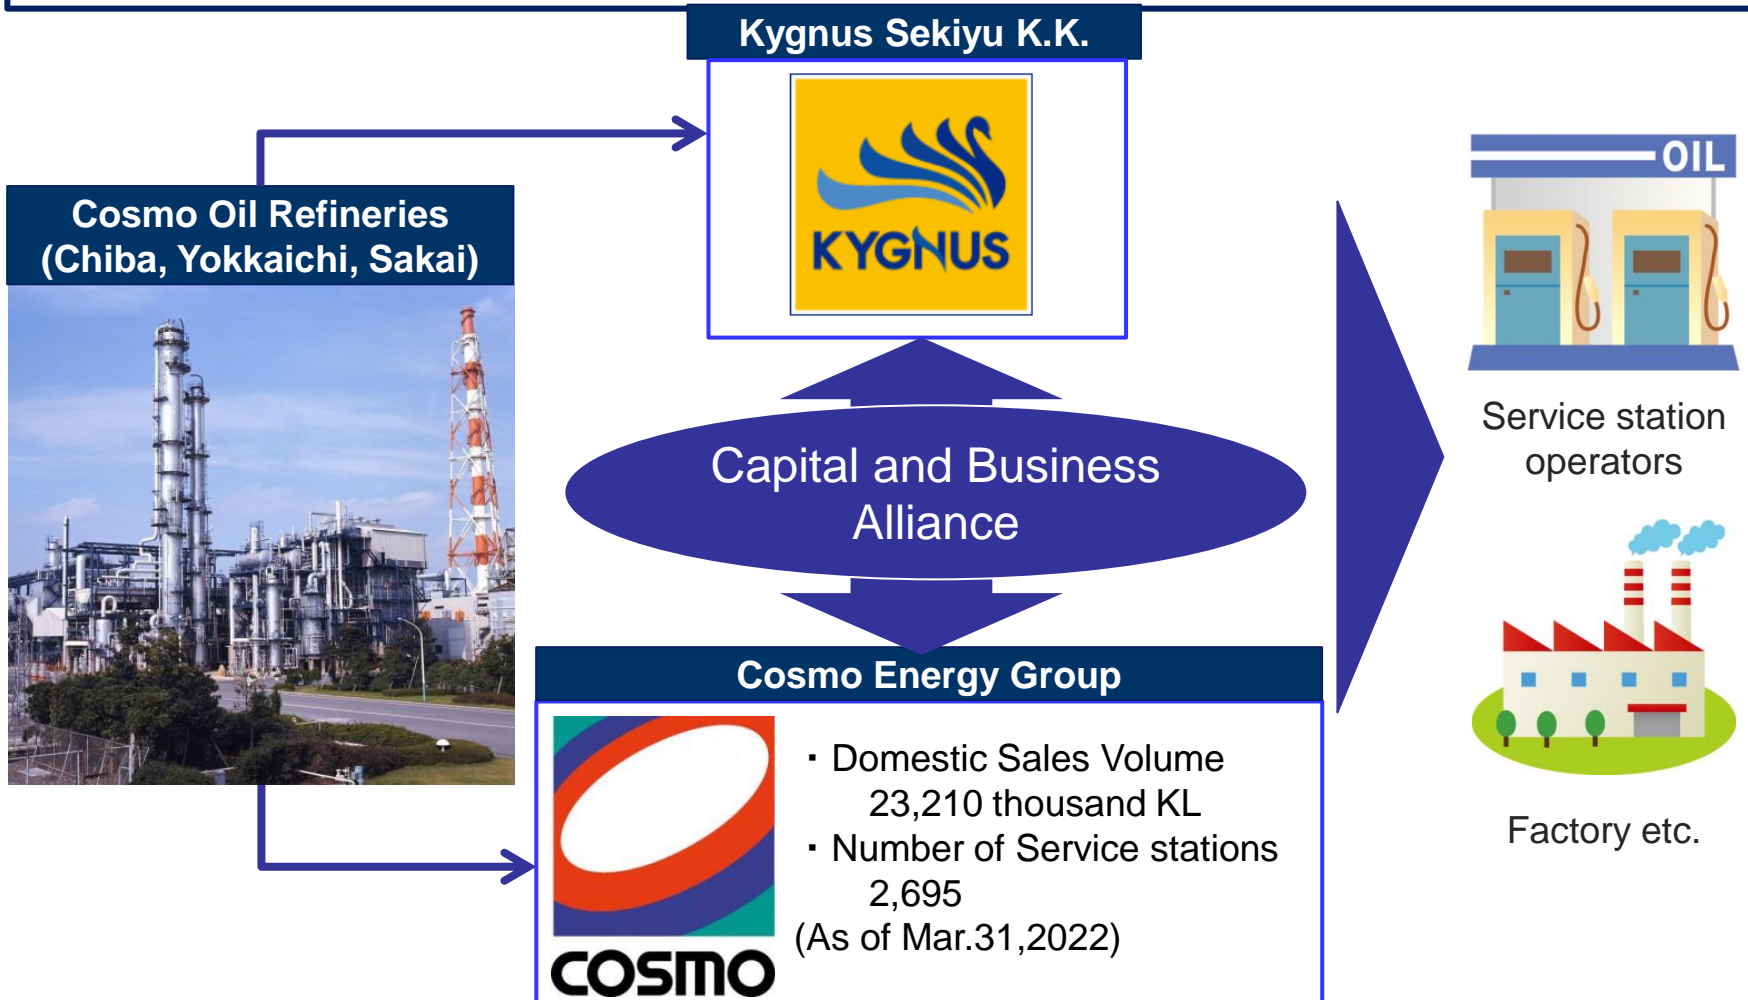 Kygnus Sekiyu K.K.
KYGNUS
Cosmo Oil Refineries
(Chiba, Yokkaichi, Sakai)
Capital and Business
Alliance
Cosmo Energy Group
COSMO
・Domestic Sales Volume
23,210 thousand KL
・Number of Service stations
2,695
(As of Mar.31,2022)
OIL
Service station
operators
Factory etc.